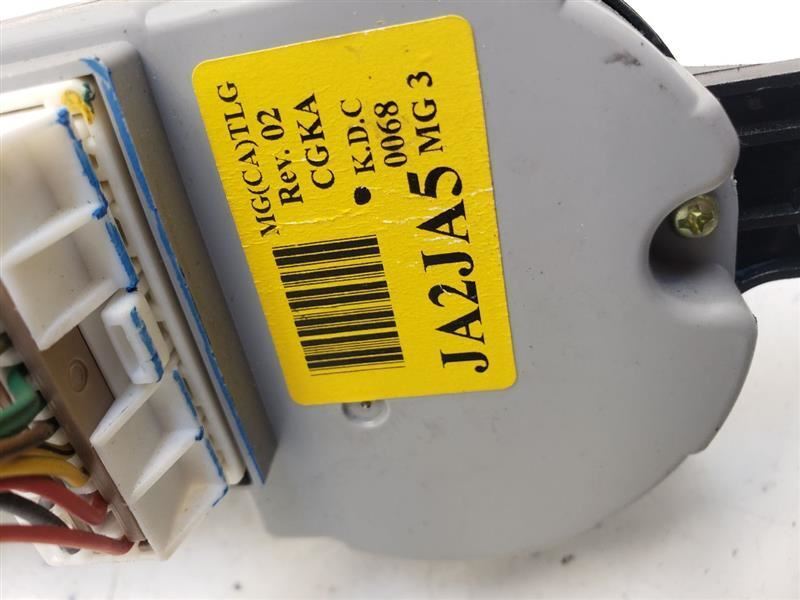 MG(CA)TLG
Rev. 02
CGKA
● K.D.C
0068
JA2JA5 MG 3